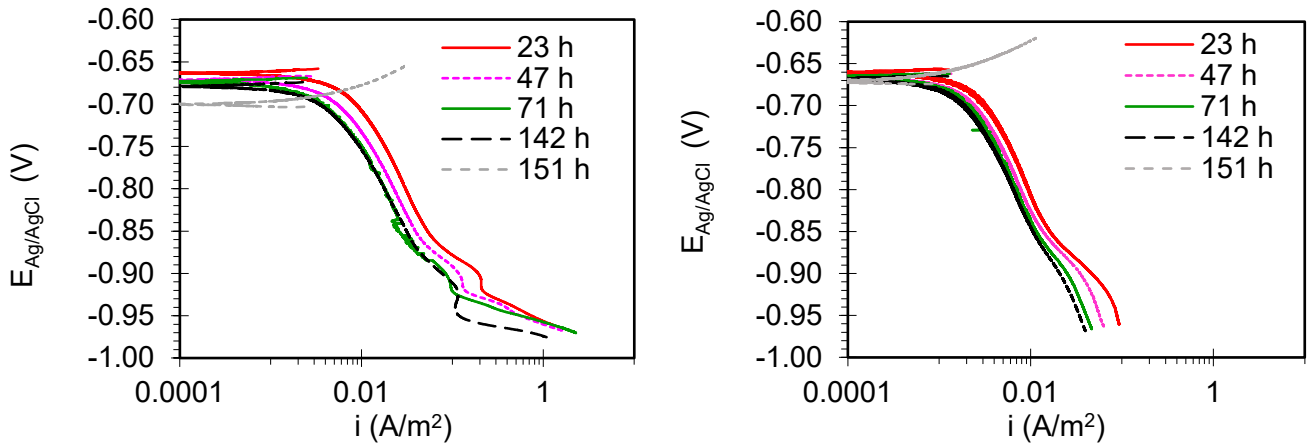 -0.60
-0.65
-0.70
-0.75
-0.80
-0.85
-0.90
-0.95
-1.00
E_Ag/AgCl (V)
0.0001
0.01
1
i (A/m²)
23 h
47 h
71 h
142 h
151 h
-0.60
-0.65
-0.70
-0.75
-0.80
-0.85
-0.90
-0.95
-1.00
E_Ag/AgCl (V)
0.0001
0.01
1
i (A/m²)
23 h
47 h
71 h
142 h
151 h